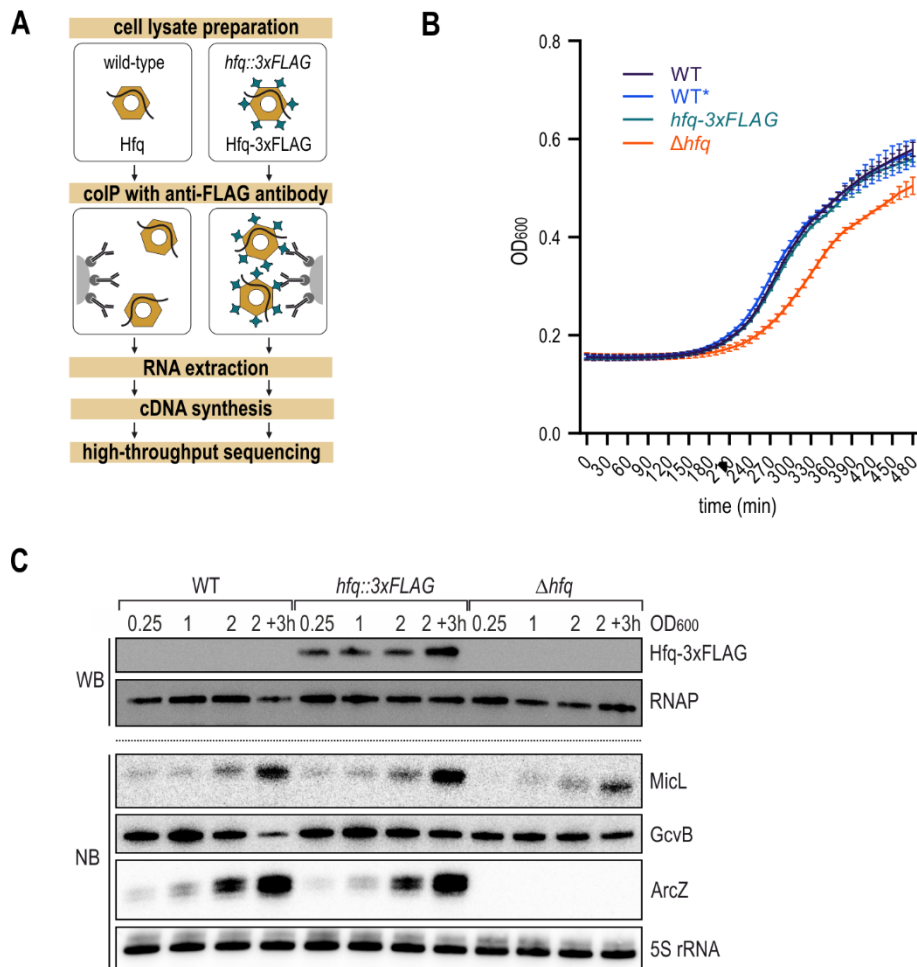 A
cell lysate preparation
wild-type
hfq::3xFLAG
Hfq
Hfq-3xFLAG
coIP with anti-FLAG antibody
RNA extraction
cDNA synthesis
high-throughput sequencing
B
0.8
0.6
0.4
0.2
0.0
OD600
WT
WT*
hfq-3xFLAG
Δhfq
0 30 60 90 120 150 180 240 270 300 330 360 390 420 450 480
time (min)
C
WT hfq::3xFLAG Δhfq
0.25 1 2 2 +3h 0.25 1 2 2 +3h 0.25 1 2 2 +3h OD600
WB
Hfq-3xFLAG
RNAP
NB
MicL
GcvB
ArcZ
5S rRNA